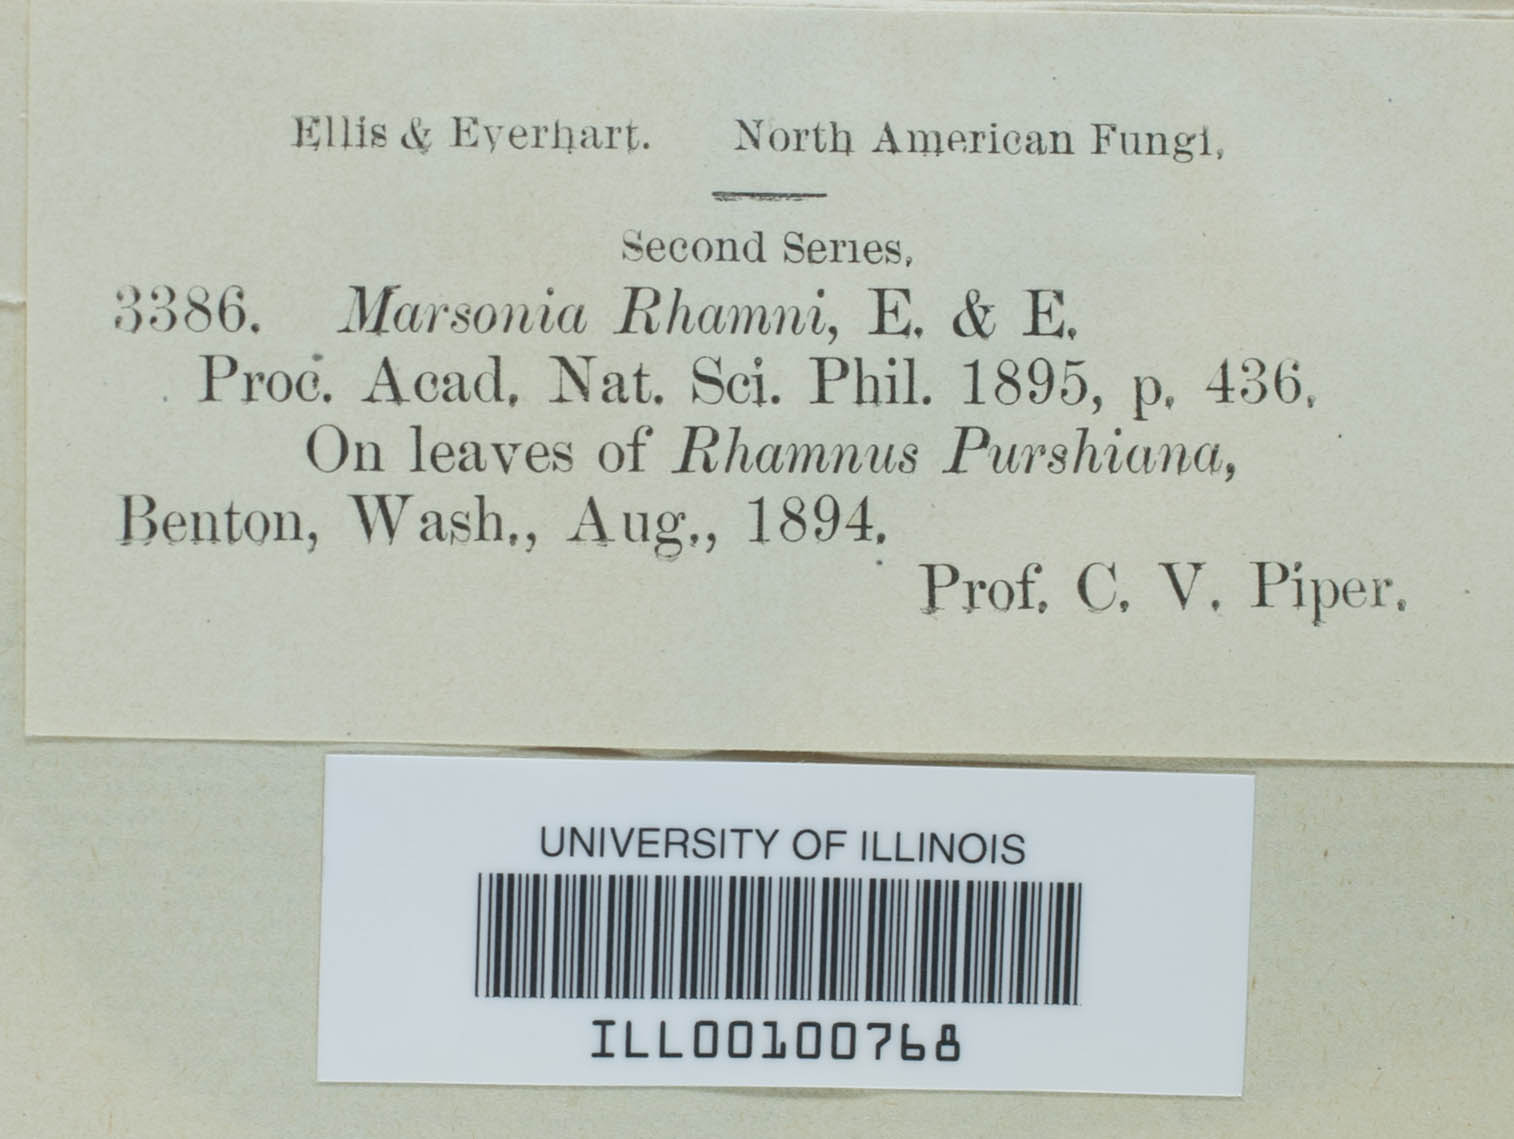 Ellis & Everhart. North American Fungi,
Second Series,
3386. Marsonia Rhamni, E. & E.
Proc. Acad. Nat. Sci. Phil. 1895, p. 436.
On leaves of Rhamnus Purshiana,
Benton, Wash., Aug., 1894.
Prof. C. V. Piper.
UNIVERSITY OF ILLINOIS
ILL00100768